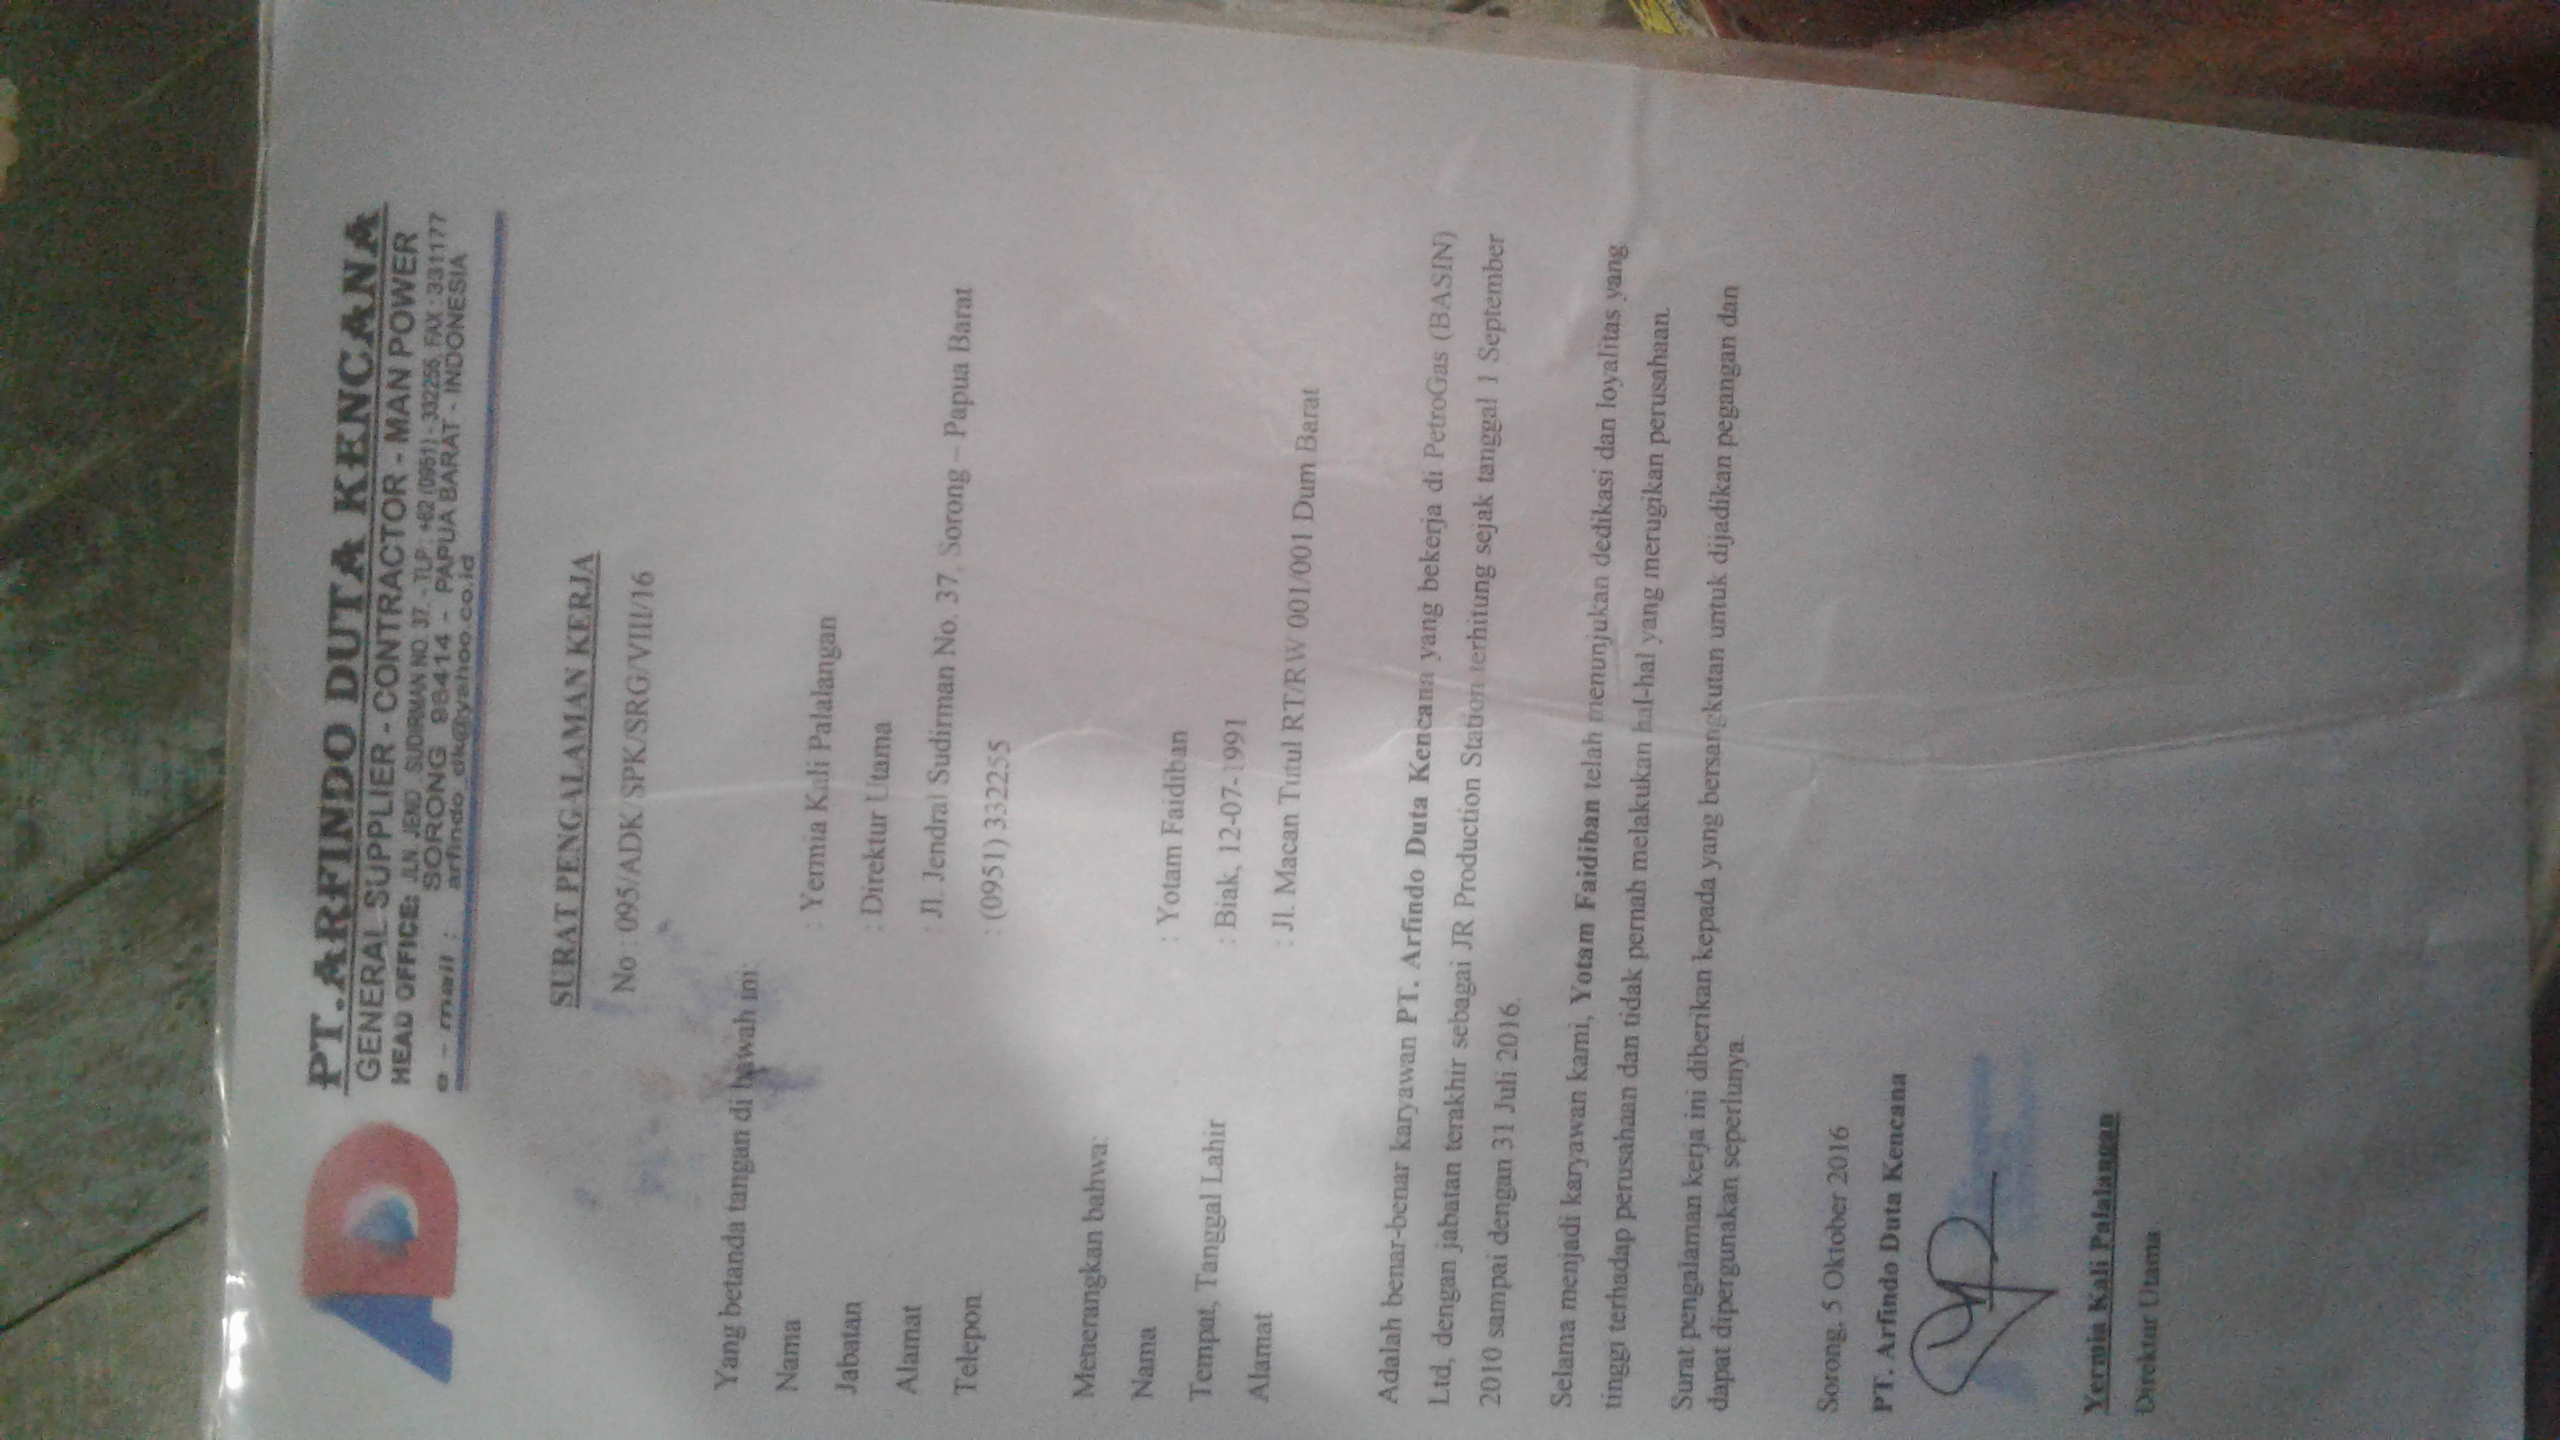 AD
PT.ARFINDO DUTA KENCANA
GENERAL SUPPLIER - CONTRACTOR - MAN POWER
HEAD OFFICE: JLN. JEND. SUDIRMAN NO. 37. - TLP : +62 (0951) - 332255, FAX : 331177
SORONG 98414 - PAPUA BARAT - INDONESIA
e - mail : arfindo_dk@yahoo.co.id
SURAT PENGALAMAN KERJA
No : 095/ADK/SPK/SRG/VIII/16
Yang betanda tangan di bawah ini:
Nama : Yermia Kali Palalangan
Jabatan : Direktur Utama
Alamat : Jl. Jendral Sudirman No. 37, Sorong – Papua Barat
Telepon : (0951) 332255
Menerangkan bahwa:
Nama : Yotam Faidiban
Tempat, Tanggal Lahir : Biak, 12-07-1991
Alamat : Jl. Macan Tutul RT/RW 001/001 Dum Barat
Adalah benar-benar karyawan PT. Arfindo Duta Kencana yang bekerja di PetroGas (BASIN)
Ltd, dengan jabatan terakhir sebagai JR Production Station terhitung sejak tanggal 1 September
2010 sampai dengan 31 Juli 2016.
Selama menjadi karyawan kami, Yotam Faidiban telah menunjukan dedikasi dan loyalitas yang
tinggi terhadap perusahaan dan tidak pernah melakukan hal-hal yang merugikan perusahaan.
Surat pengalaman kerja ini diberikan kepada yang bersangkutan untuk dijadikan pegangan dan
dapat dipergunakan seperlunya.
Sorong, 5 Oktober 2016
PT. Arfindo Duta Kencana
Yermia Kali Palalangan
Direktur Utama